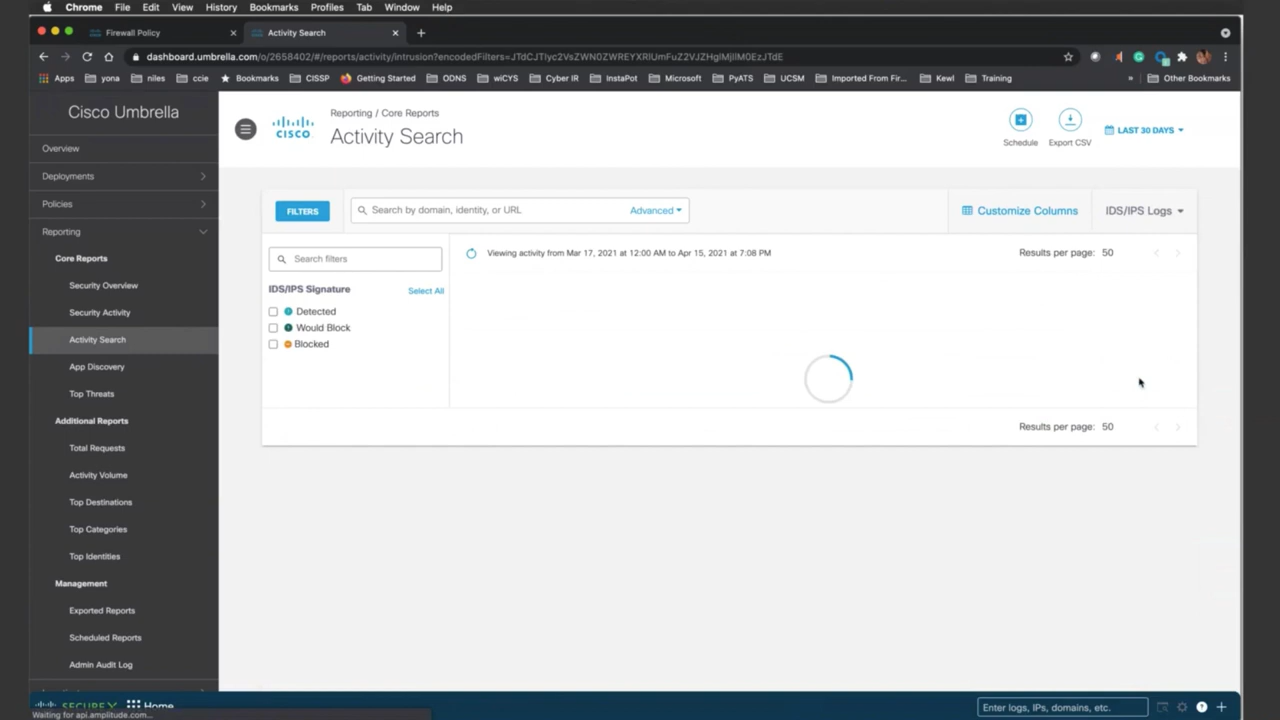 Chrome File Edit View History Bookmarks Profiles Tab Window Help
Firewall Policy
Activity Search
dashboard.umbrella.com/o/2658402/#/reports/activity/intrusion?encodedFilters=JTdCJTIyc2VsZWN0ZWREYXRlUmFuZ2VJZHglMjIlM0EzJTdE
Apps yona niles ccie Bookmarks CISSP Getting Started ODNS wiCYS Cyber IR InstaPot Microsoft PyATS UCSM Imported From Fir... Kewl Training » Other Bookmarks
Cisco Umbrella
Overview
Deployments
Policies
Reporting
Core Reports
Security Overview
Security Activity
Activity Search
App Discovery
Top Threats
Additional Reports
Total Requests
Activity Volume
Top Destinations
Top Categories
Top Identities
Management
Exported Reports
Scheduled Reports
Admin Audit Log
CISCO
Reporting / Core Reports
Activity Search
Schedule
Export CSV
LAST 30 DAYS
FILTERS
Search by domain, identity, or URL
Advanced
Customize Columns
IDS/IPS Logs
Search filters
Viewing activity from Mar 17, 2021 at 12:00 AM to Apr 15, 2021 at 7:08 PM
Results per page: 50
IDS/IPS Signature
Select All
Detected
Would Block
Blocked
Results per page: 50
SECUREX
Home
Enter logs, IPs, domains, etc.
Waiting for api.amplitude.com...